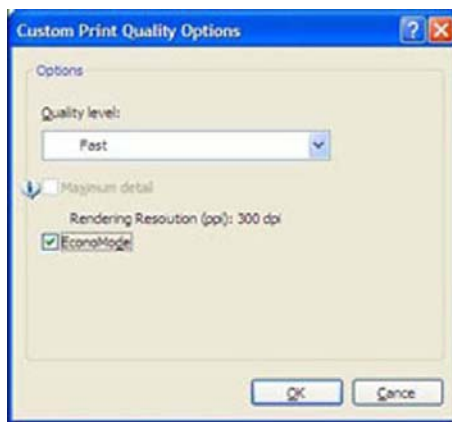 Custom Print Quality Options
Options
Quality level:
Fast
Maximum detail
Rendering Resoution (ppi): 300 dpi
EconoMode
OK
Cance